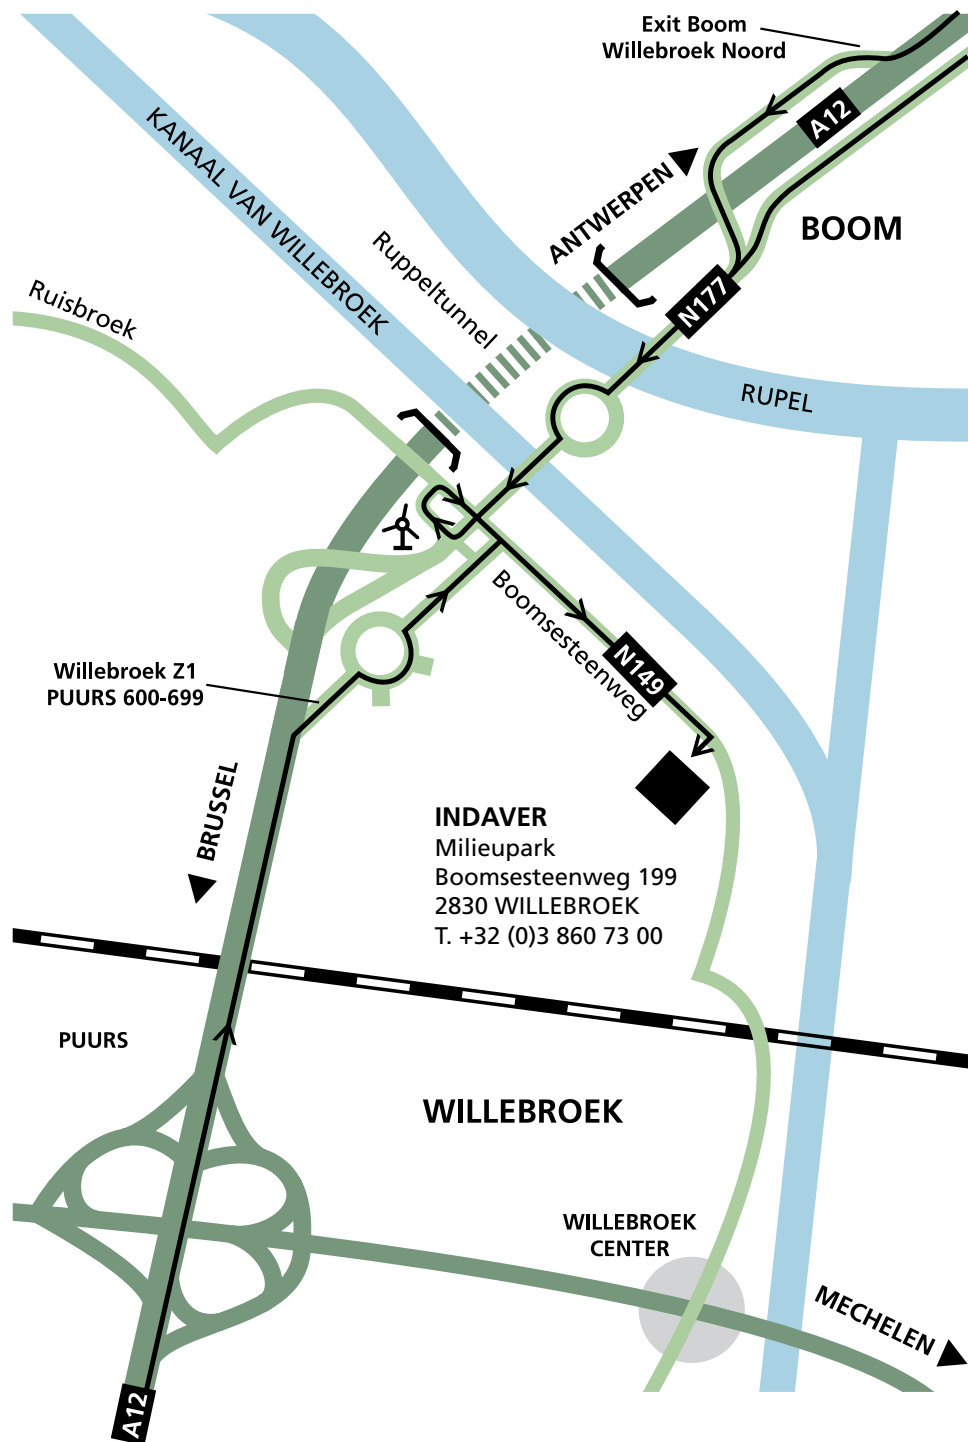 Exit Boom
Willebroek Noord
A12
KANAAL VAN WILLEBROEK
ANTWERPEN
BOOM
Ruppeltunnel
N177
Ruisbroek
RUPEL
Boomsesteenweg
N149
Willebroek Z1
PUURS 600-699
BRUSSEL
INDAVER
Milieupark
Boomsesteenweg 199
2830 WILLEBROEK
T. +32 (0)3 860 73 00
PUURS
WILLEBROEK
WILLEBROEK
CENTER
MECHELEN
A12